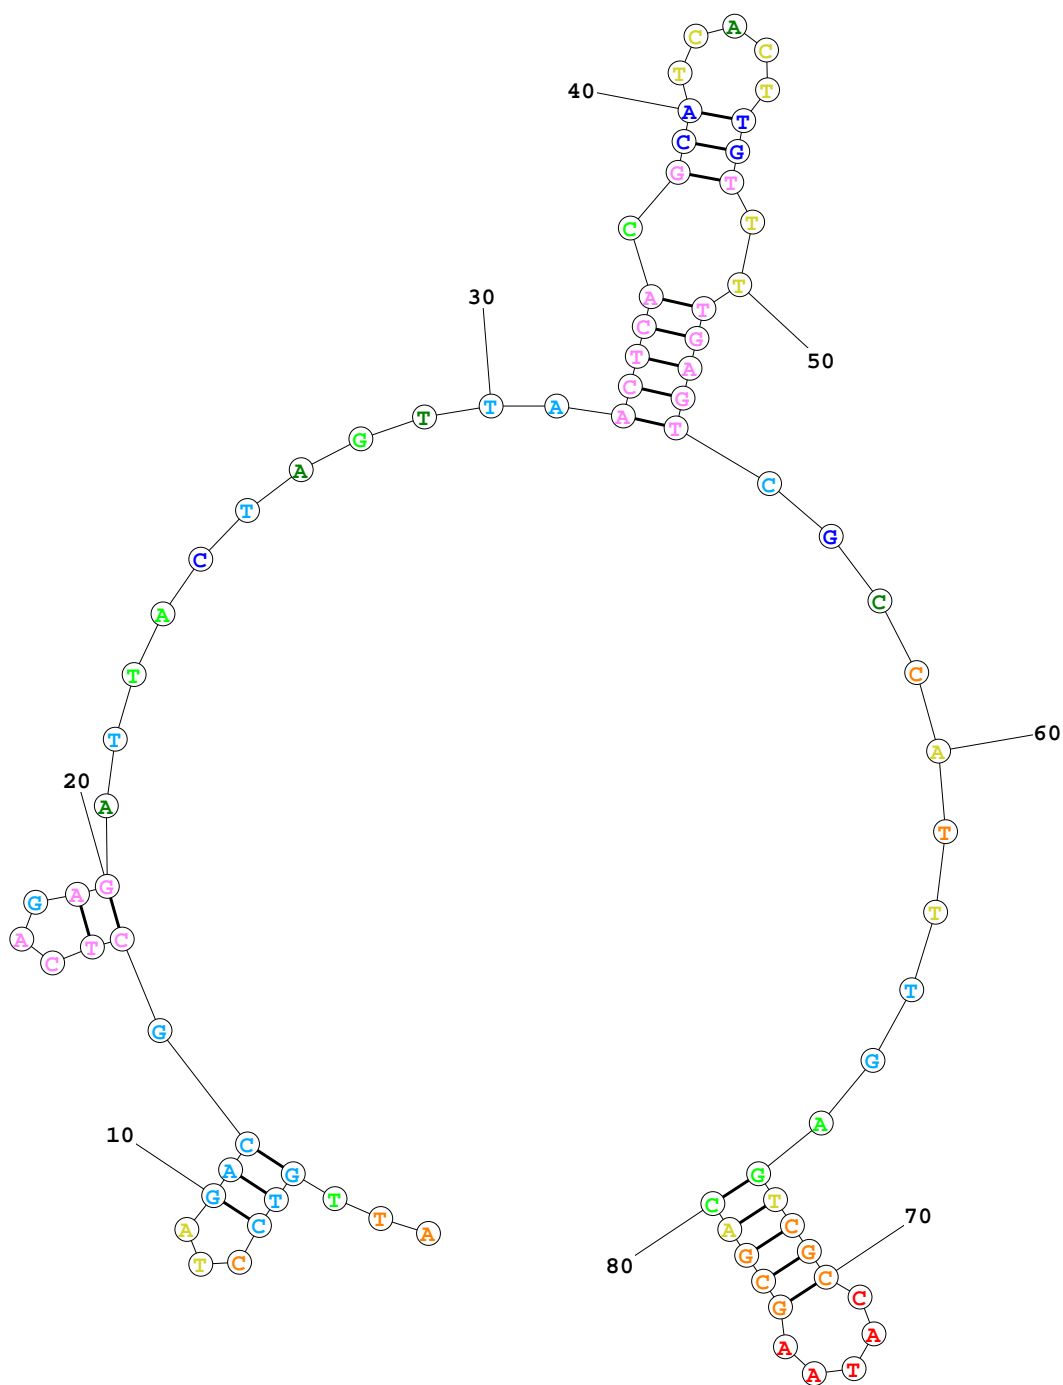 A T T G T C C T A G
10
A C G C T C A G A G
20
A T T A C T A G T T
30
A A C T C A C G C A
40
T C A C T T G T T T
50
T G A G T C G C C A
60
T T T G A G T C G C
70
C A T A A G C G A C
80